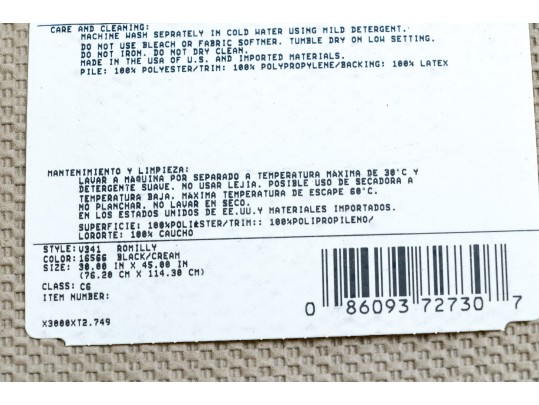 CARE AND CLEANING:
MACHINE WASH SEPRATELY IN COLD WATER USING MILD DETERGENT.
DO NOT USE BLEACH OR FABRIC SOFTNER. TUMBLE DRY ON LOW SETTING.
DO NOT IRON. DO NOT DRY CLEAN.
MADE IN THE USA OF U.S. AND IMPORTED MATERIALS.
PILE: 100% POLYESTER/TRIM: 100% POLYPROPYLENE/BACKING: 100% LATEX
MANTENIMIENTO Y LIMPIEZA:
LAVAR A MAQUINA POR SEPARADO A TEMPERATURA MAXIMA DE 30°C Y
DETERGENTE SUAVE. NO USAR LEJIA. POSIBLE USO DE SECADORA A
TEMPERATURA BAJA. MAXIMA TEMPERATURA DE ESCAPE 60°C.
NO PLANCHAR. NO LAVAR EN SECO.
EN LOS ESTADOS UNIDOS DE EE.UU.Y MATERIALES IMPORTADOS.
SUPERFICIE: 100%POLIESTER/TRIM:: 100%POLIPROPILENO/
LORORTE: 100% CAUCHO
STYLE: U341 ROMILLY
COLOR: 16566 BLACK/CREAM
SIZE: 30.00 IN X 45.00 IN
(76.20 CM X 114.30 CM)
CLASS: C6
ITEM NUMBER:
X3000XT2.749
0 86093 72730 7